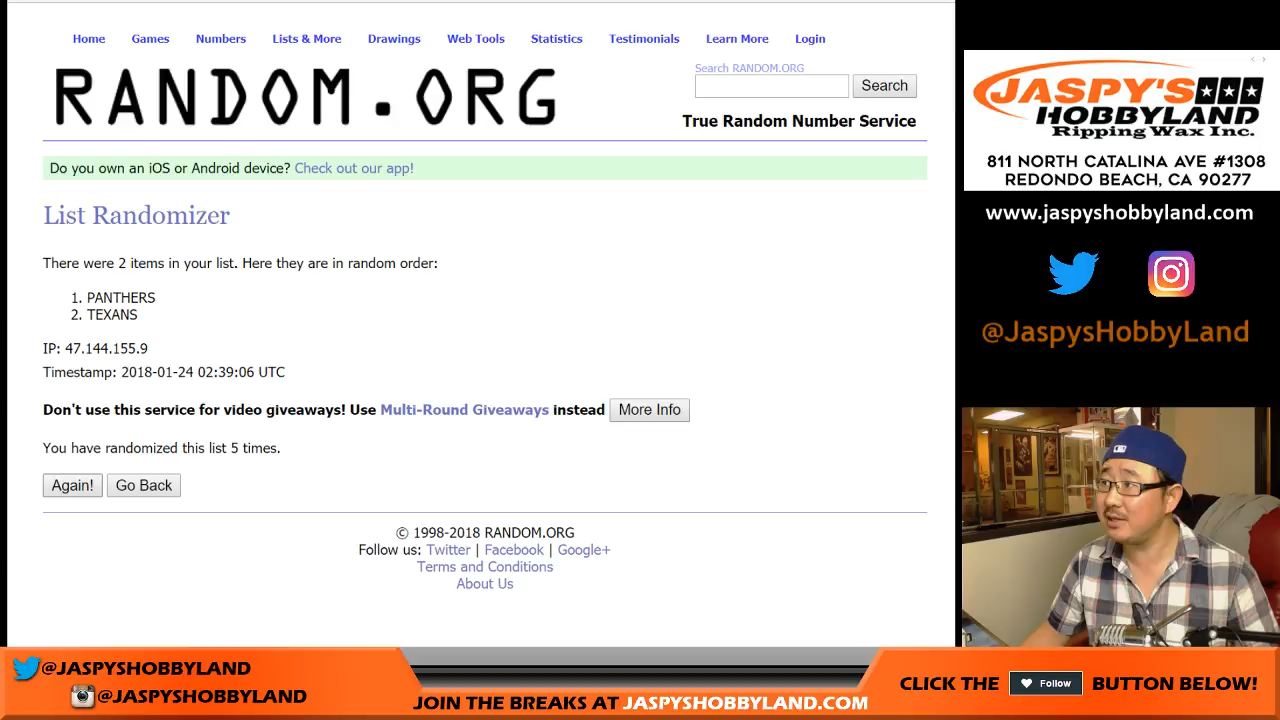 Home Games Numbers Lists & More Drawings Web Tools Statistics Testimonials Learn More Login
RANDOM.ORG
Search RANDOM.ORG
Search
True Random Number Service
Do you own an iOS or Android device? Check out our app!
List Randomizer
There were 2 items in your list. Here they are in random order:
1. PANTHERS
2. TEXANS
IP: 47.144.155.9
Timestamp: 2018-01-24 02:39:06 UTC
Don't use this service for video giveaways! Use Multi-Round Giveaways instead More Info
You have randomized this list 5 times.
Again! Go Back
© 1998-2018 RANDOM.ORG
Follow us: Twitter | Facebook | Google+
Terms and Conditions
About Us
JASPY'S
HOBBYLAND
Ripping Wax Inc.
811 NORTH CATALINA AVE #1308
REDONDO BEACH, CA 90277
www.jaspyshobbyland.com
@JaspysHobbyLand
@JASPYSHOBBYLAND
@JASPYSHOBBYLAND
JOIN THE BREAKS AT JASPYSHOBBYLAND.COM
CLICK THE Follow BUTTON BELOW!